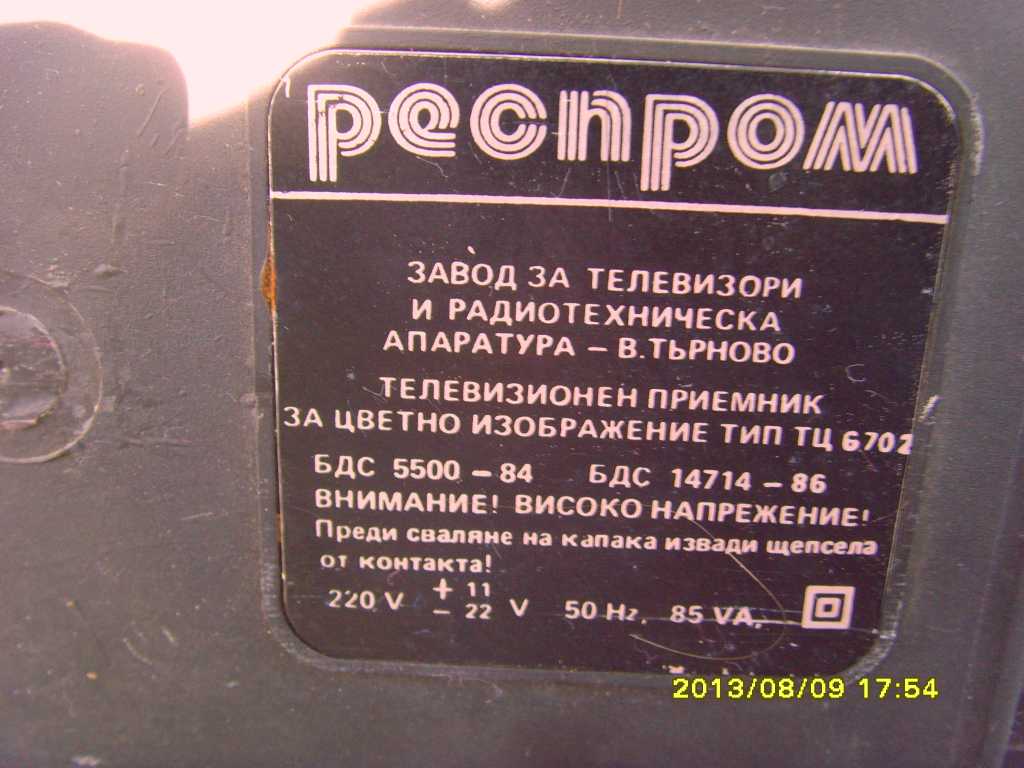 респром
ЗАВОД ЗА ТЕЛЕВИЗОРИ
И РАДИОТЕХНИЧЕСКА
АПАРАТУРА – В.ТЪРНОВО
ТЕЛЕВИЗИОНЕН ПРИЕМНИК
ЗА ЦВЕТНО ИЗОБРАЖЕНИЕ ТИП ТЦ 6702
БДС 5500 – 84 БДС 14714 – 86
ВНИМАНИЕ! ВИСОКО НАПРЕЖЕНИЕ!
Преди сваляне на капака извади щепсела
от контакта!
220 V + 11 – 22 V 50 Hz, 85 VA,
2013/08/09 17:54